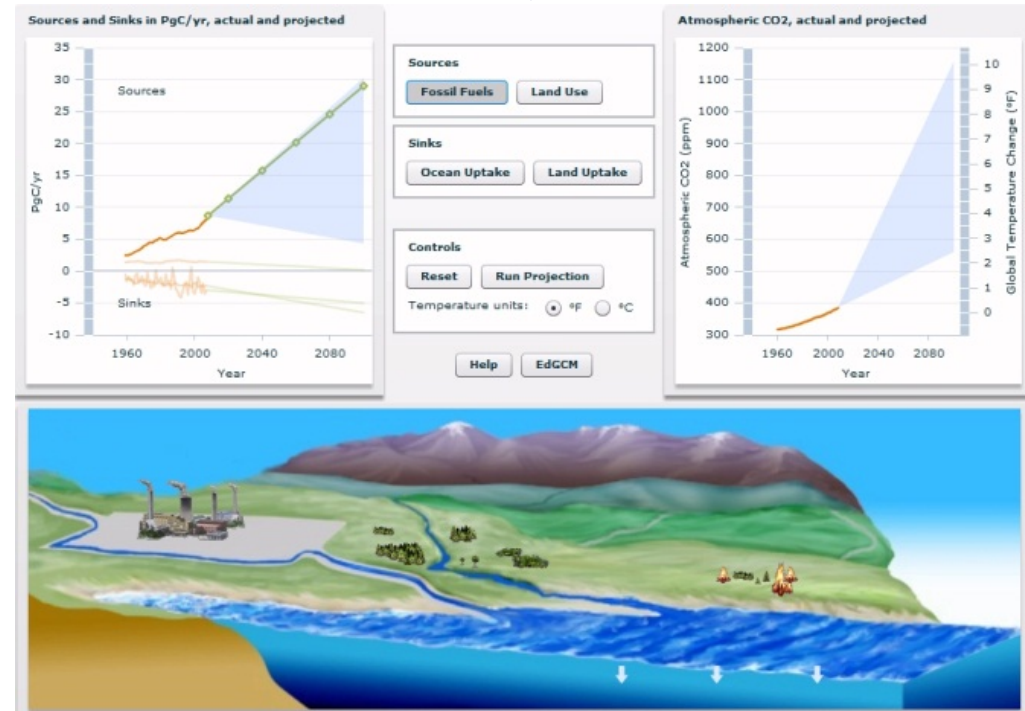 Sources and Sinks in PgC/yr, actual and projected
35
30
25
20
15
10
5
0
-5
-10
PgC/yr
Sources
Sinks
1960 2000 2040 2080
Year
Sources
Fossil Fuels Land Use
Sinks
Ocean Uptake Land Uptake
Controls
Reset Run Projection
Temperature units: ºF ºC
Help EdGCM
Atmospheric CO2, actual and projected
1200
1100
1000
900
800
700
600
500
400
300
Atmospheric CO2 (ppm)
10
9
8
7
6
5
4
3
2
1
0
Global Temperature Change (ºF)
1960 2000 2040 2080
Year